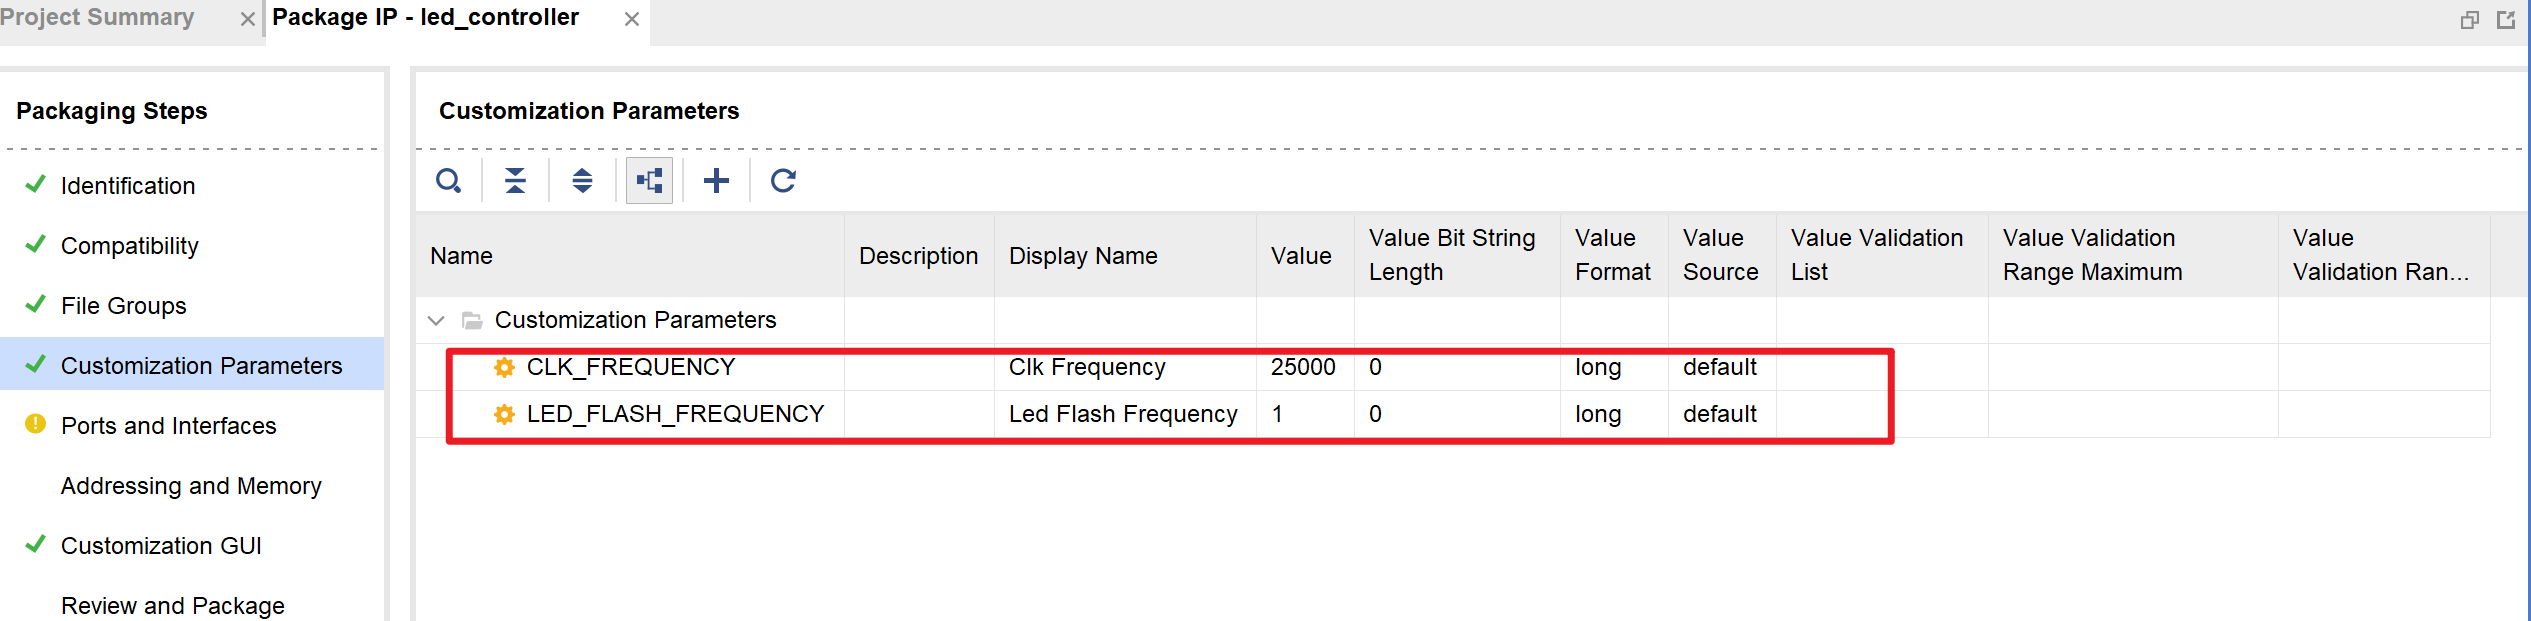 Project Summary
Package IP - led_controller
Packaging Steps
Identification
Compatibility
File Groups
Customization Parameters
Ports and Interfaces
Addressing and Memory
Customization GUI
Review and Package
Customization Parameters
Name Description Display Name Value Value Bit String Length Value Format Value Source Value Validation List Value Validation Range Maximum Value Validation Ran...
Customization Parameters
CLK_FREQUENCY Clk Frequency 25000 0 long default
LED_FLASH_FREQUENCY Led Flash Frequency 1 0 long default